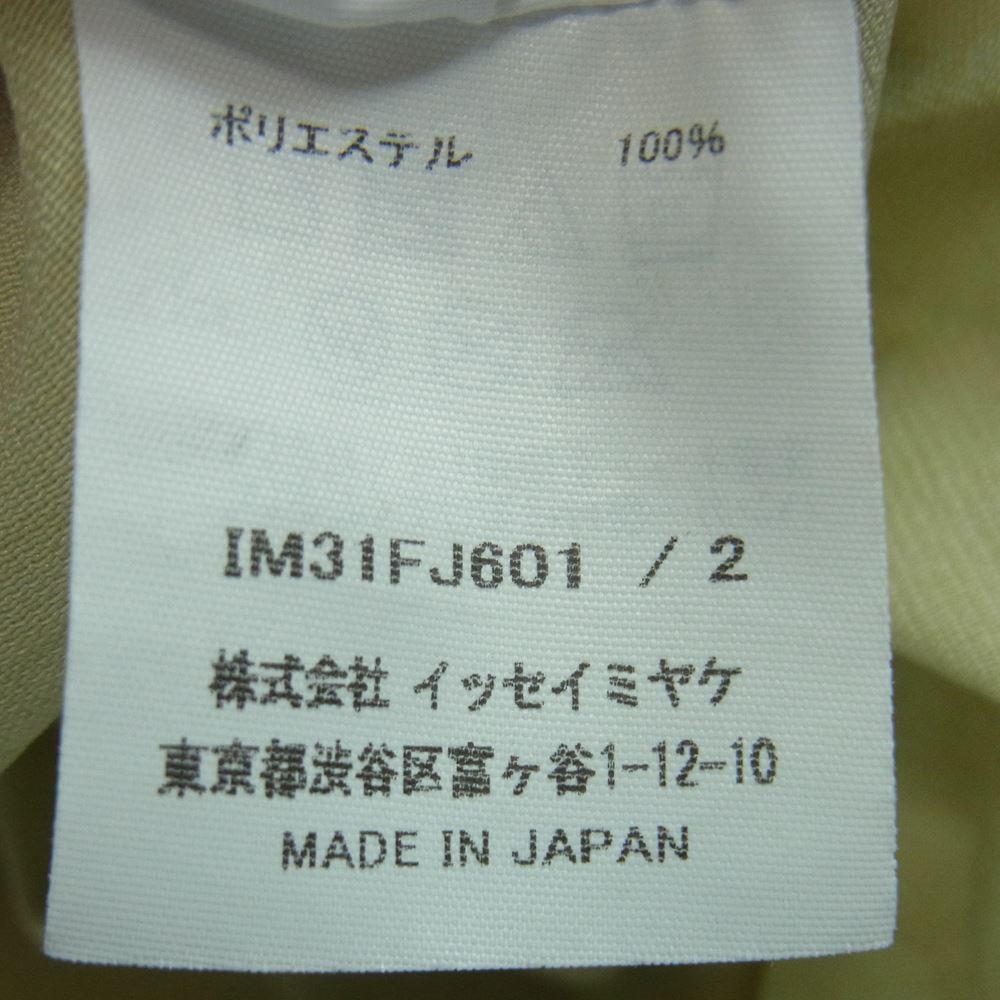 ポリエステル 100%
IM31FJ601 / 2
株式会社 イッセイミヤケ
東京都渋谷区富ヶ谷1-12-10
MADE IN JAPAN